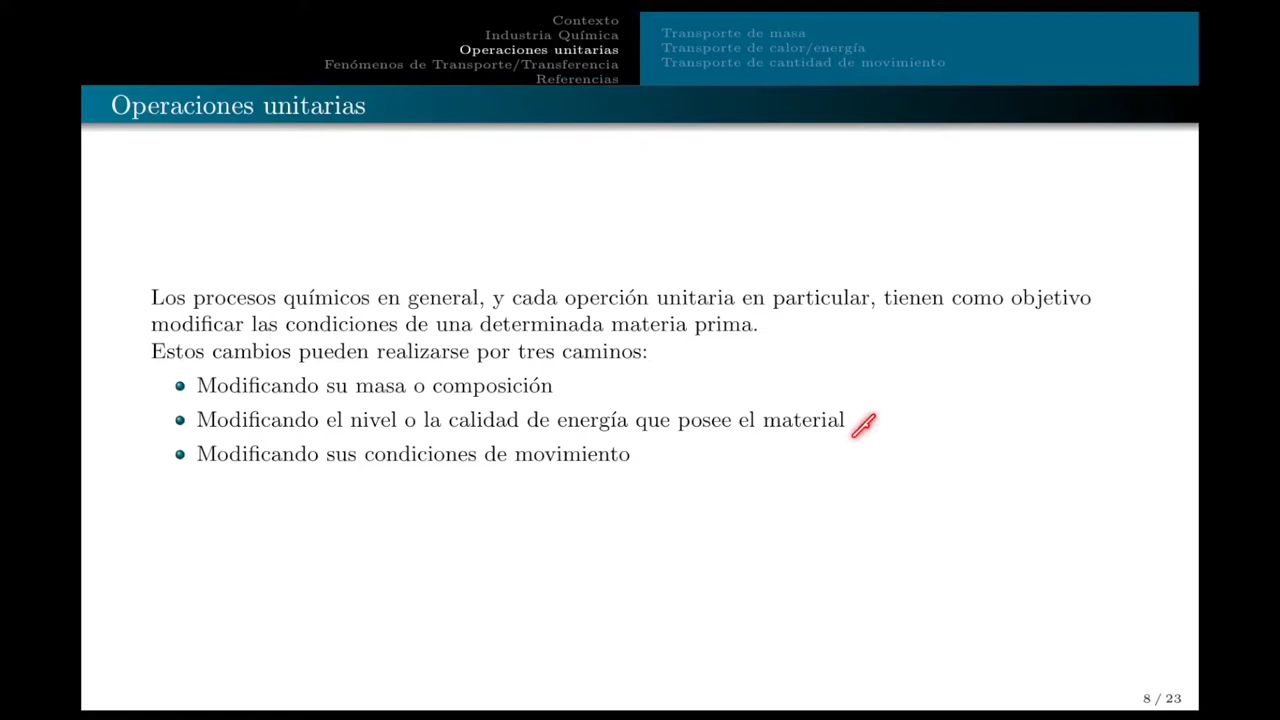 Contexto
Industria Química
Operaciones unitarias
Fenómenos de Transporte/Transferencia
Referencias
Transporte de masa
Transporte de calor/energía
Transporte de cantidad de movimiento
Operaciones unitarias
Los procesos químicos en general, y cada operción unitaria en particular, tienen como objetivo
modificar las condiciones de una determinada materia prima.
Estos cambios pueden realizarse por tres caminos:
Modificando su masa o composición
Modificando el nivel o la calidad de energía que posee el material
Modificando sus condiciones de movimiento
8 / 23